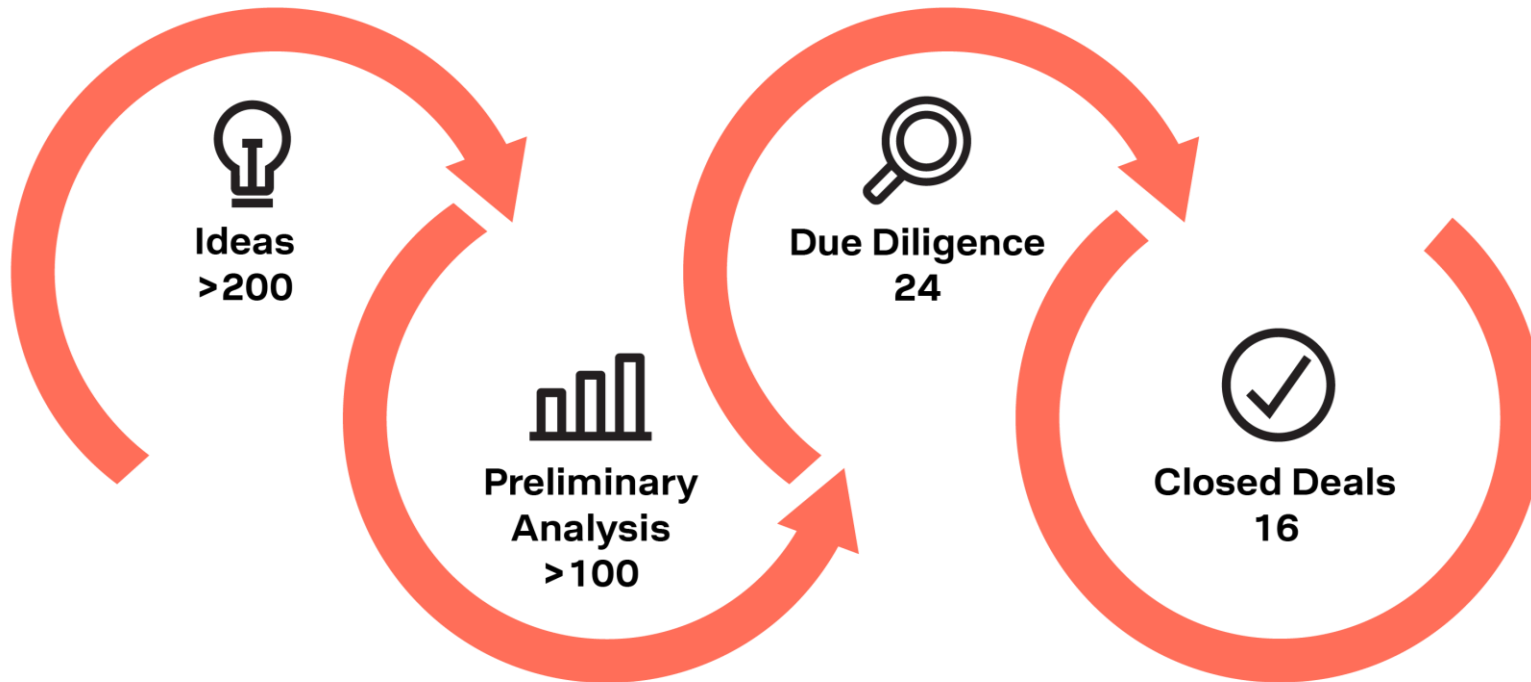 Ideas
>200
Preliminary
Analysis
>100
Due Diligence
24
Closed Deals
16